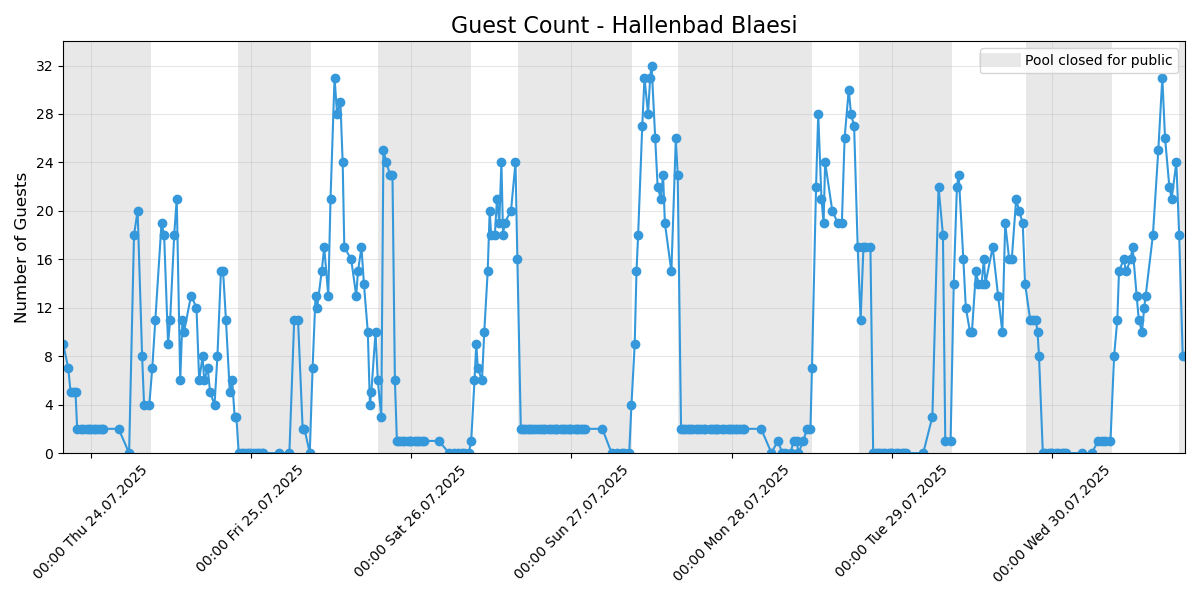 Guest Count - Hallenbad Blaesi
Pool closed for public
Number of Guests
32
28
24
20
16
12
8
4
0
00:00 Thu 24.07.2025
00:00 Fri 25.07.2025
00:00 Sat 26.07.2025
00:00 Sun 27.07.2025
00:00 Mon 28.07.2025
00:00 Tue 29.07.2025
00:00 Wed 30.07.2025